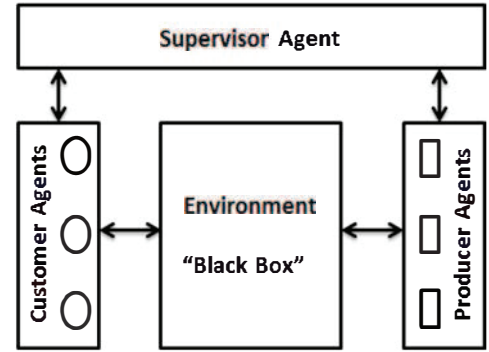 Supervisor Agent
Customer Agents
Environment
“Black Box”
Producer Agents